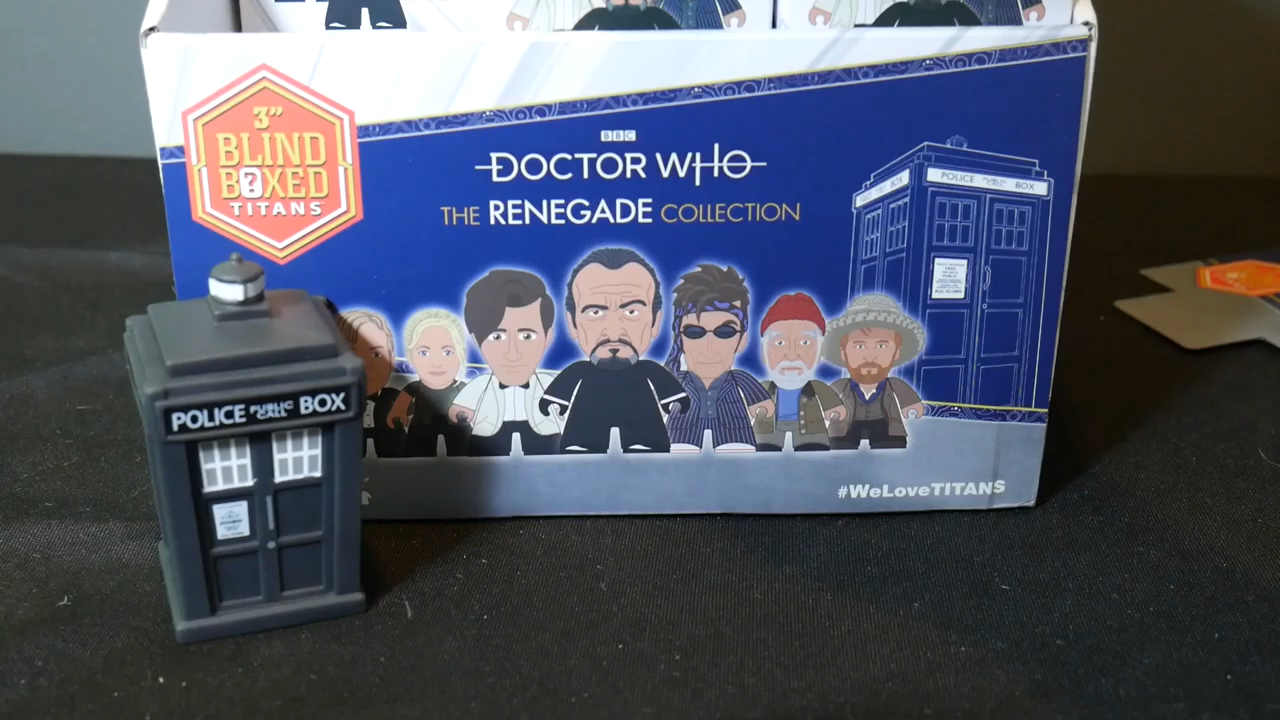 3"
BLIND
BOXED
TITANS
BBC
DOCTOR WHO
THE RENEGADE COLLECTION
POLICE PUBLIC CALL BOX
#WeLoveTITANS
POLICE PUBLIC CALL BOX